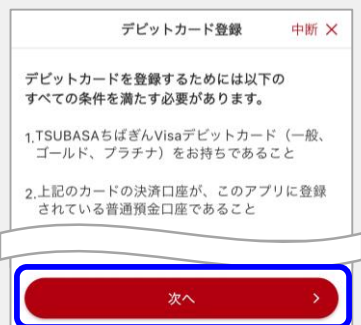 デビットカード登録 中断 ×
デビットカードを登録するためには以下の
すべての条件を満たす必要があります。
1.TSUBASAちばぎんVisaデビットカード（一般、
ゴールド、プラチナ）をお持ちであること
2.上記のカードの決済口座が、このアプリに登録
されている普通預金口座であること
次へ >